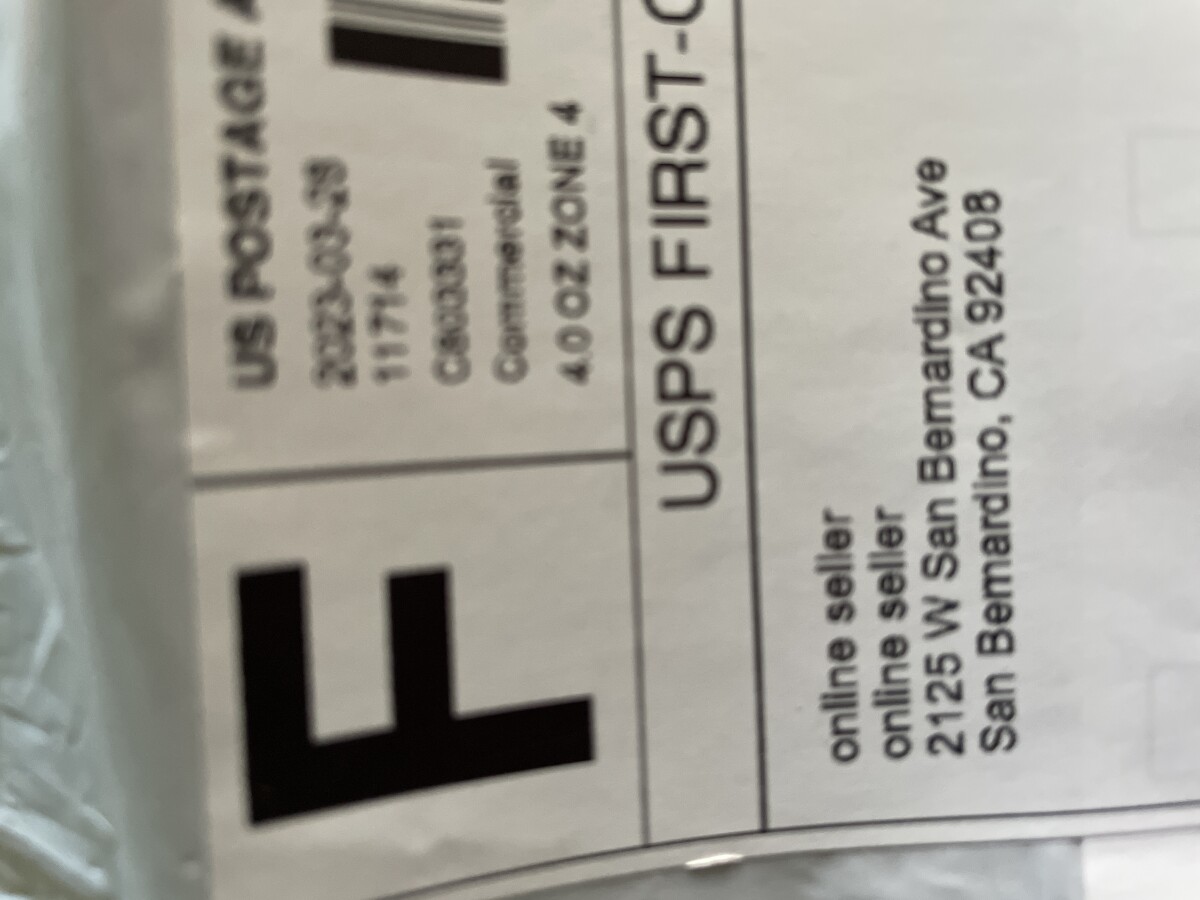 F
US POSTAGE
2023-03-28
11714
Commercial
4.0 OZ ZONE 4
USPS FIRST-C
online seller
online seller
2125 W San Bernardino Ave
San Bernardino, CA 92408